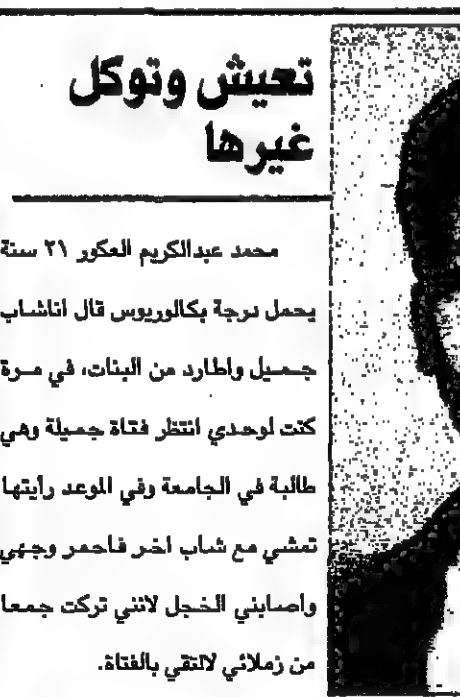 تعيش وتوكل
غيرها
محمد عبدالكريم العكور ٢١ سنة
يحمل درجة بكالوريوس قال اناشاب
جميل واطارد من البنات، في مرة
كنت لوحدي انتظر فتاة جميلة وهي
طالبة في الجامعة وفي الموعد رأيتها
تمشي مع شاب اخر فاحمر وجهي
واصابني الخجل لانني تركت جمعا
من زملائي لالتقي بالفتاة.